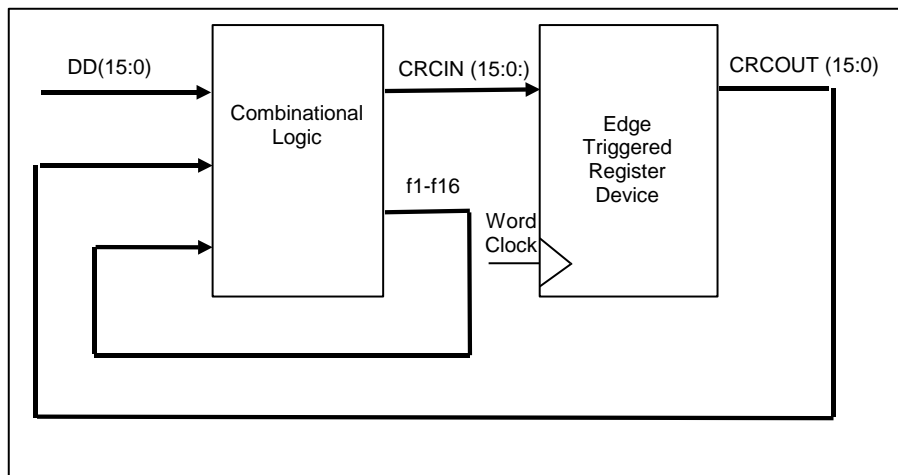 DD(15:0)
Combinational
Logic
CRCIN (15:0:)
f1-f16
Word
Clock
Edge
Triggered
Register
Device
CRCOUT (15:0)